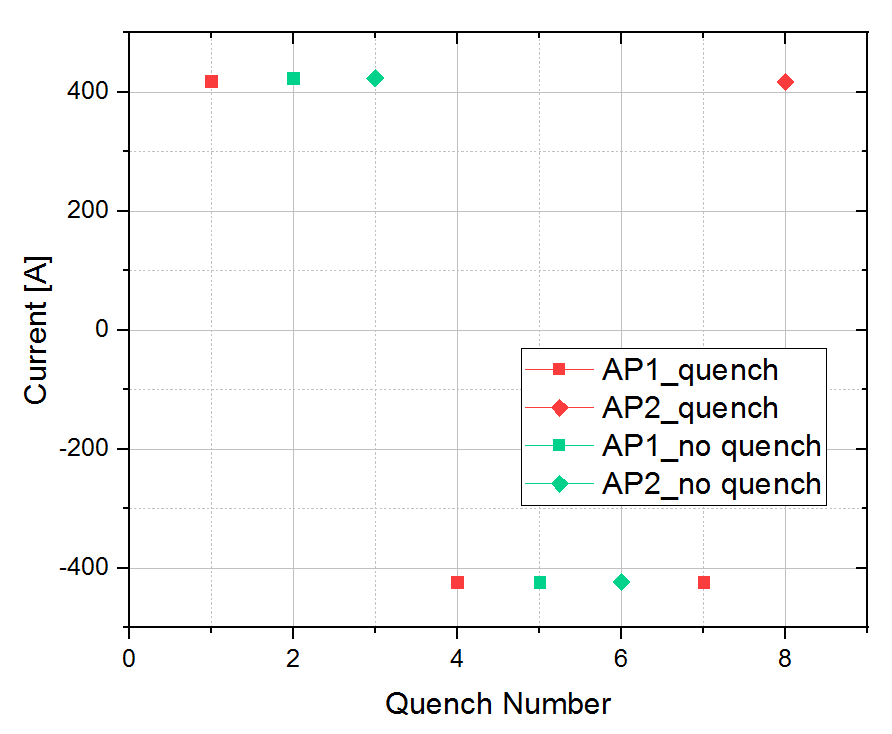 400
200
0
-200
-400
Current [A]
AP1_quench
AP2_quench
AP1_no quench
AP2_no quench
0 2 4 6 8
Quench Number